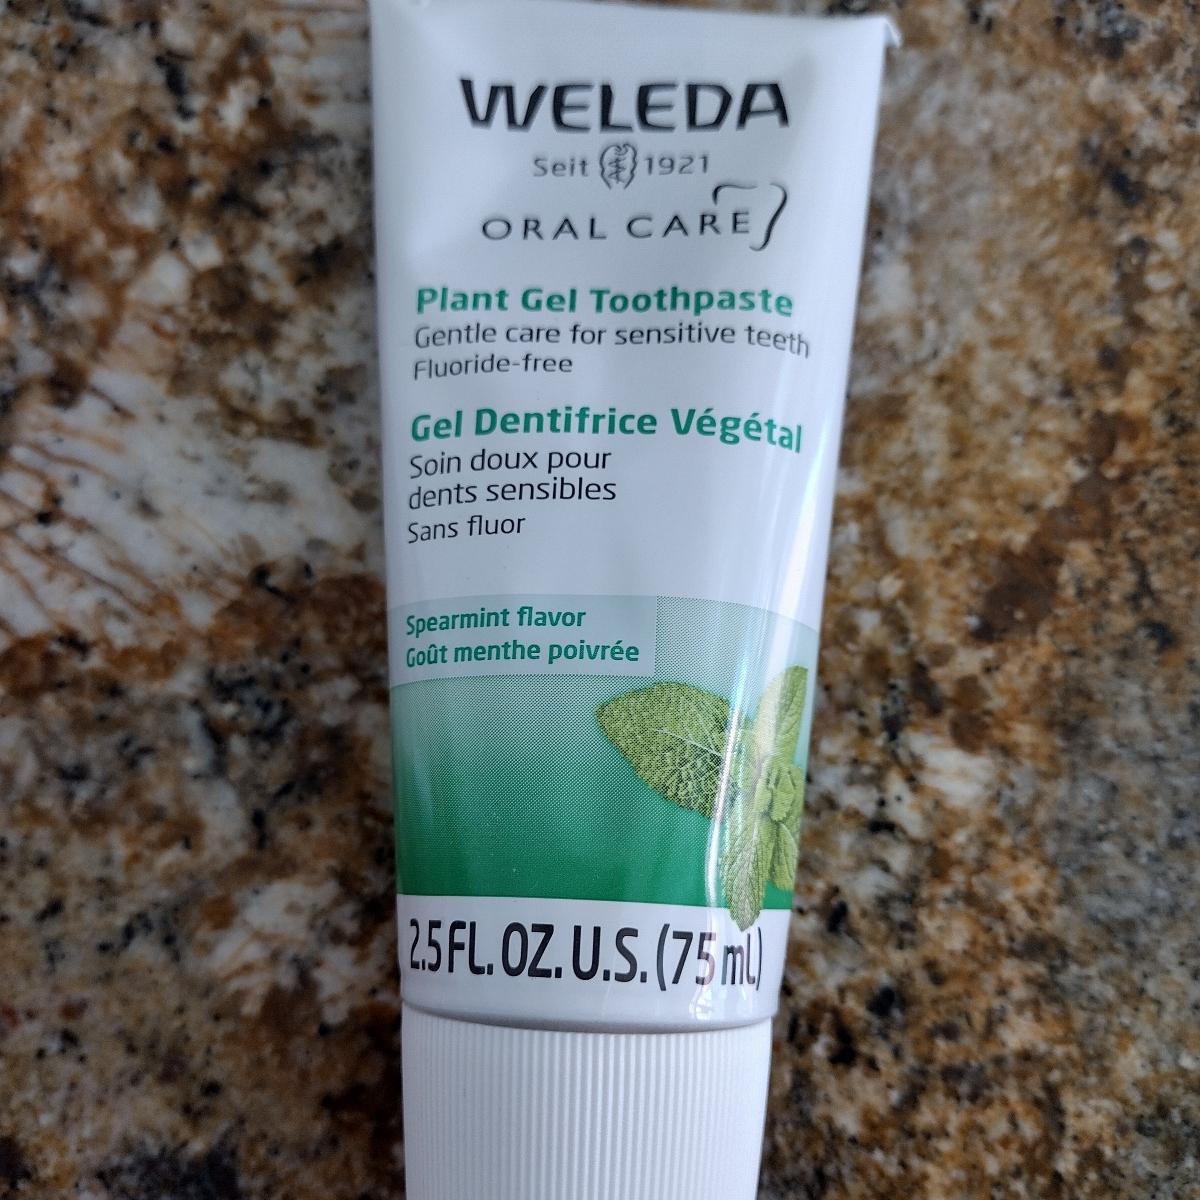 WELEDA
Seit 1921
ORAL CARE
Plant Gel Toothpaste
Gentle care for sensitive teeth
Fluoride-free
Gel Dentifrice Végétal
Soin doux pour
dents sensibles
Sans fluor
Spearmint flavor
Goût menthe poivrée
2.5 FL. OZ. U.S. (75 mL)